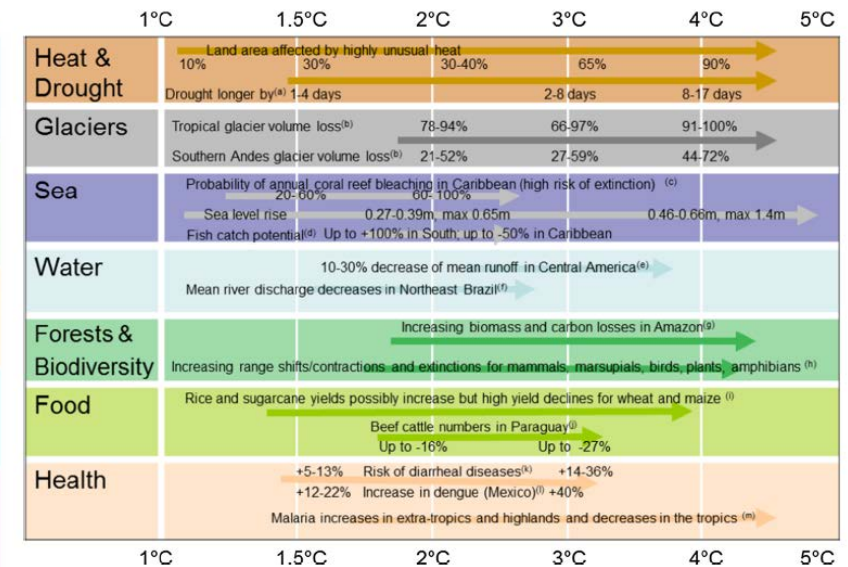 1°C 1.5°C 2°C 3°C 4°C 5°C
Heat & Drought
Land area affected by highly unusual heat
10% 30% 30-40% 65% 90%
Drought longer by(a) 1-4 days 2-8 days 8-17 days
Glaciers
Tropical glacier volume loss(b) 78-94% 66-97% 91-100%
Southern Andes glacier volume loss(b) 21-52% 27-59% 44-72%
Sea
Probability of annual coral reef bleaching in Caribbean (high risk of extinction) (c)
20-60% 60-100%
Sea level rise 0.27-0.39m, max 0.65m 0.46-0.66m, max 1.4m
Fish catch potential(d) Up to +100% in South; up to -50% in Caribbean
Water
10-30% decrease of mean runoff in Central America(e)
Mean river discharge decreases in Northeast Brazil(f)
Forests & Biodiversity
Increasing biomass and carbon losses in Amazon(g)
Increasing range shifts/contractions and extinctions for mammals, marsupials, birds, plants, amphibians (h)
Food
Rice and sugarcane yields possibly increase but high yield declines for wheat and maize (i)
Beef cattle numbers in Paraguay(j)
Up to -16% Up to -27%
Health
+5-13% Risk of diarrheal diseases(k) +14-36%
+12-22% Increase in dengue (Mexico)(l) +40%
Malaria increases in extra-tropics and highlands and decreases in the tropics (m)
1°C 1.5°C 2°C 3°C 4°C 5°C